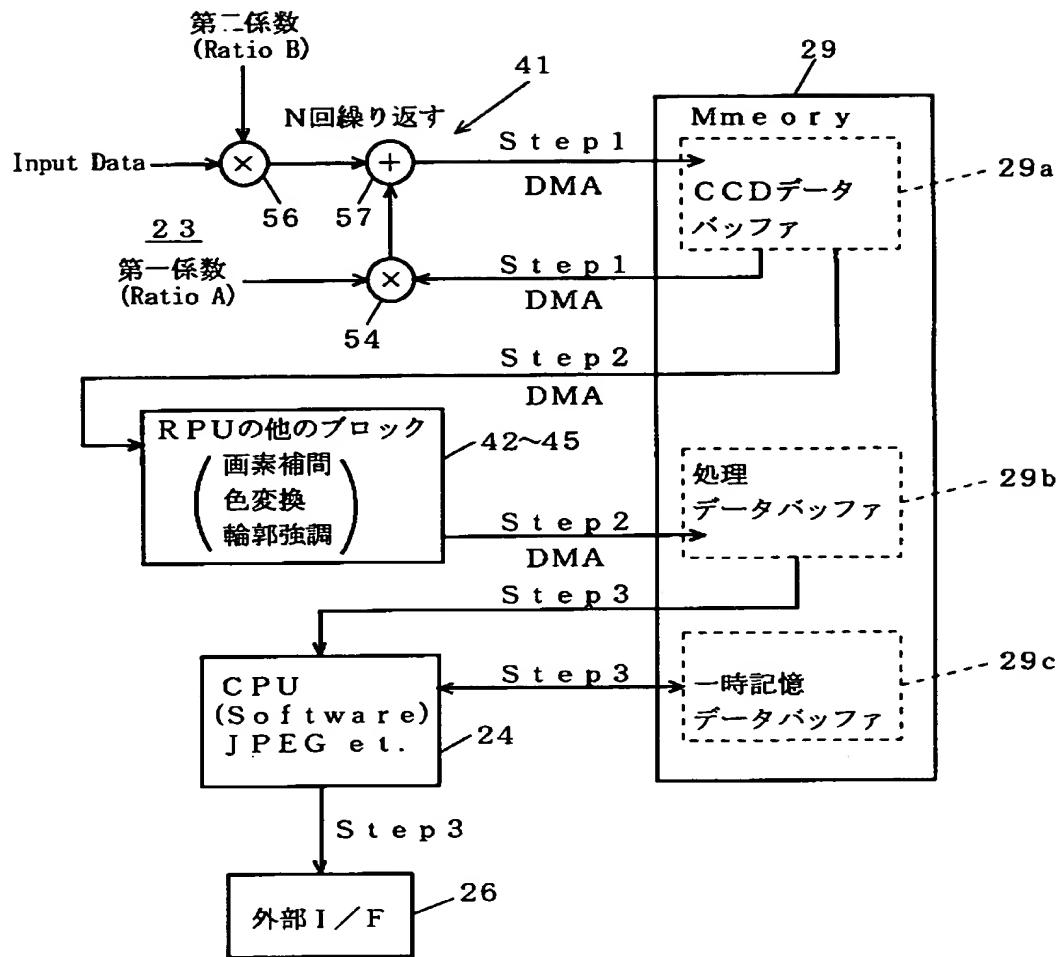 第二係数
(Ratio B)
41
29
N回繰り返す
Mmeory
Input Data
×
+
Step1
DMA
CCDデータ
バッファ
29a
56
57
23
第一係数
(Ratio A)
×
Step1
DMA
54
Step2
DMA
RPUの他のブロック
画素補間
色変換
輪郭強調
42~45
処理
データバッファ
29b
Step2
DMA
Step3
CPU
(Software)
JPEG et.
24
Step3
一時記憶
データバッファ
29c
Step3
外部I/F
26